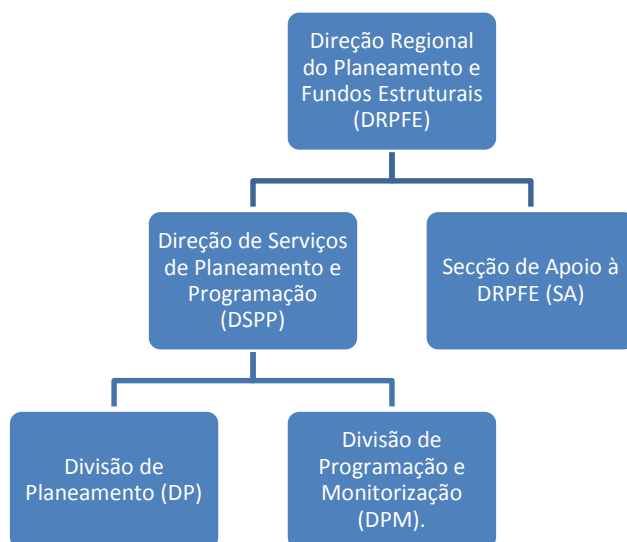 Direção Regional
do Planeamento e
Fundos Estruturais
(DRPFE)
Direção de Serviços
de Planeamento e
Programação
(DSPP)
Secção de Apoio à
DRPFE (SA)
Divisão de
Planeamento (DP)
Divisão de
Programação e
Monitorização
(DPM).